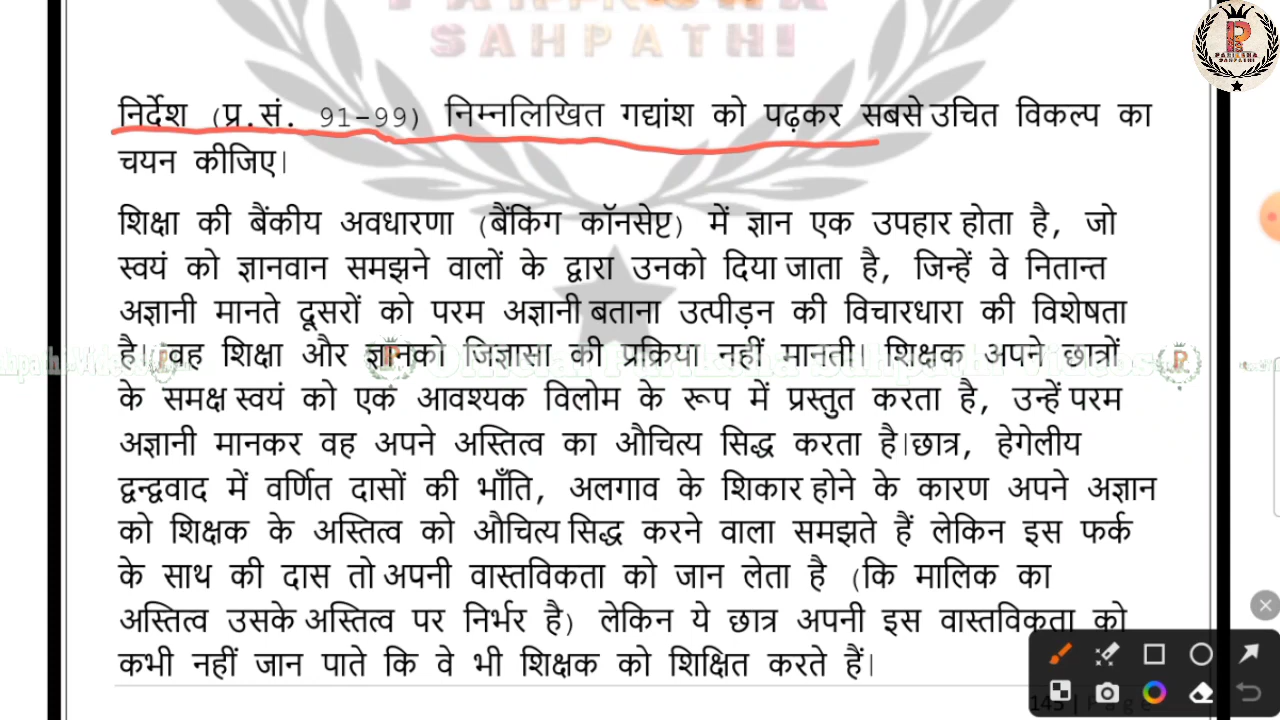 SAHPATHI
निर्देश (प्र.सं. 91-99) निम्नलिखित गद्यांश को पढ़कर सबसे उचित विकल्प का
चयन कीजिए।
शिक्षा की बैंकीय अवधारणा (बैंकिंग कॉनसेप्ट) में ज्ञान एक उपहार होता है, जो
स्वयं को ज्ञानवान समझने वालों के द्वारा उनको दिया जाता है, जिन्हें वे नितान्त
अज्ञानी मानते दूसरों को परम अज्ञानी बताना उत्पीड़न की विचारधारा की विशेषता
है। वह शिक्षा और ज्ञानको जिज्ञासा की प्रक्रिया नहीं मानती। शिक्षक अपने छात्रों
के समक्ष स्वयं को एक आवश्यक विलोम के रूप में प्रस्तुत करता है, उन्हें परम
अज्ञानी मानकर वह अपने अस्तित्व का औचित्य सिद्ध करता है।छात्र, हेगेलीय
द्वन्द्ववाद में वर्णित दासों की भाँति, अलगाव के शिकार होने के कारण अपने अज्ञान
को शिक्षक के अस्तित्व को औचित्य सिद्ध करने वाला समझते हैं लेकिन इस फर्क
के साथ की दास तो अपनी वास्तविकता को जान लेता है (कि मालिक का
अस्तित्व उसके अस्तित्व पर निर्भर है) लेकिन ये छात्र अपनी इस वास्तविकता को
कभी नहीं जान पाते कि वे भी शिक्षक को शिक्षित करते हैं।
145 | Page